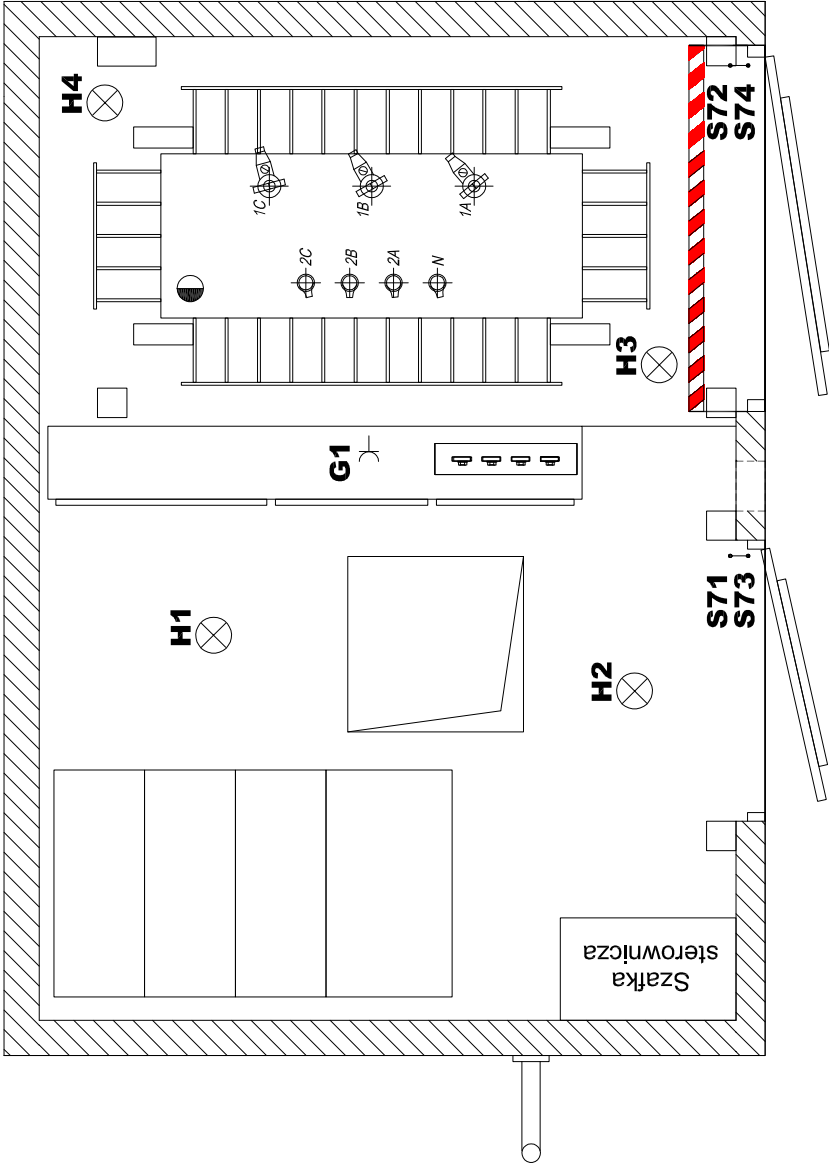 H4
S72
S74
1C
1B
1A
2C
2B
2A
N
H3
G1
H1
S71
S73
H2
Szafka
sterownicza